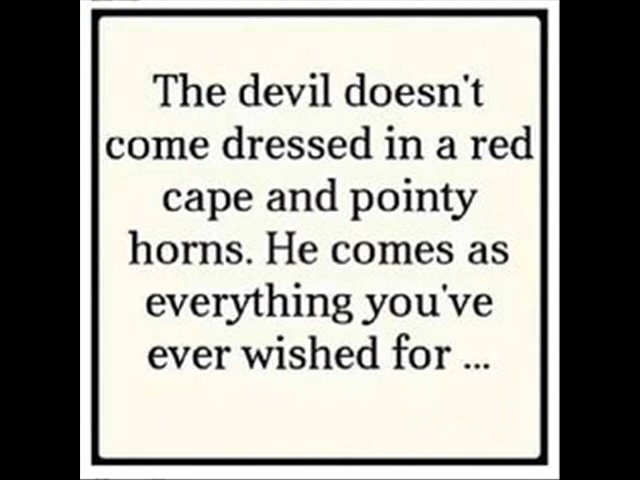 The devil doesn't
come dressed in a red
cape and pointy
horns. He comes as
everything you've
ever wished for ...